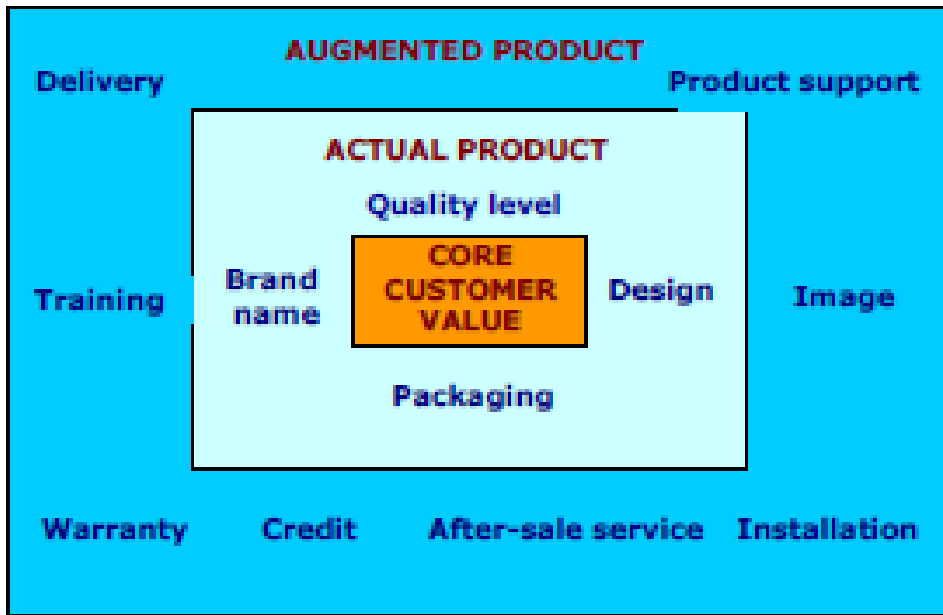 AUGMENTED PRODUCT
Delivery
Product support
ACTUAL PRODUCT
Quality level
CORE
CUSTOMER
VALUE
Brand
name
Design
Training
Image
Packaging
Warranty
Credit
After-sale service
Installation